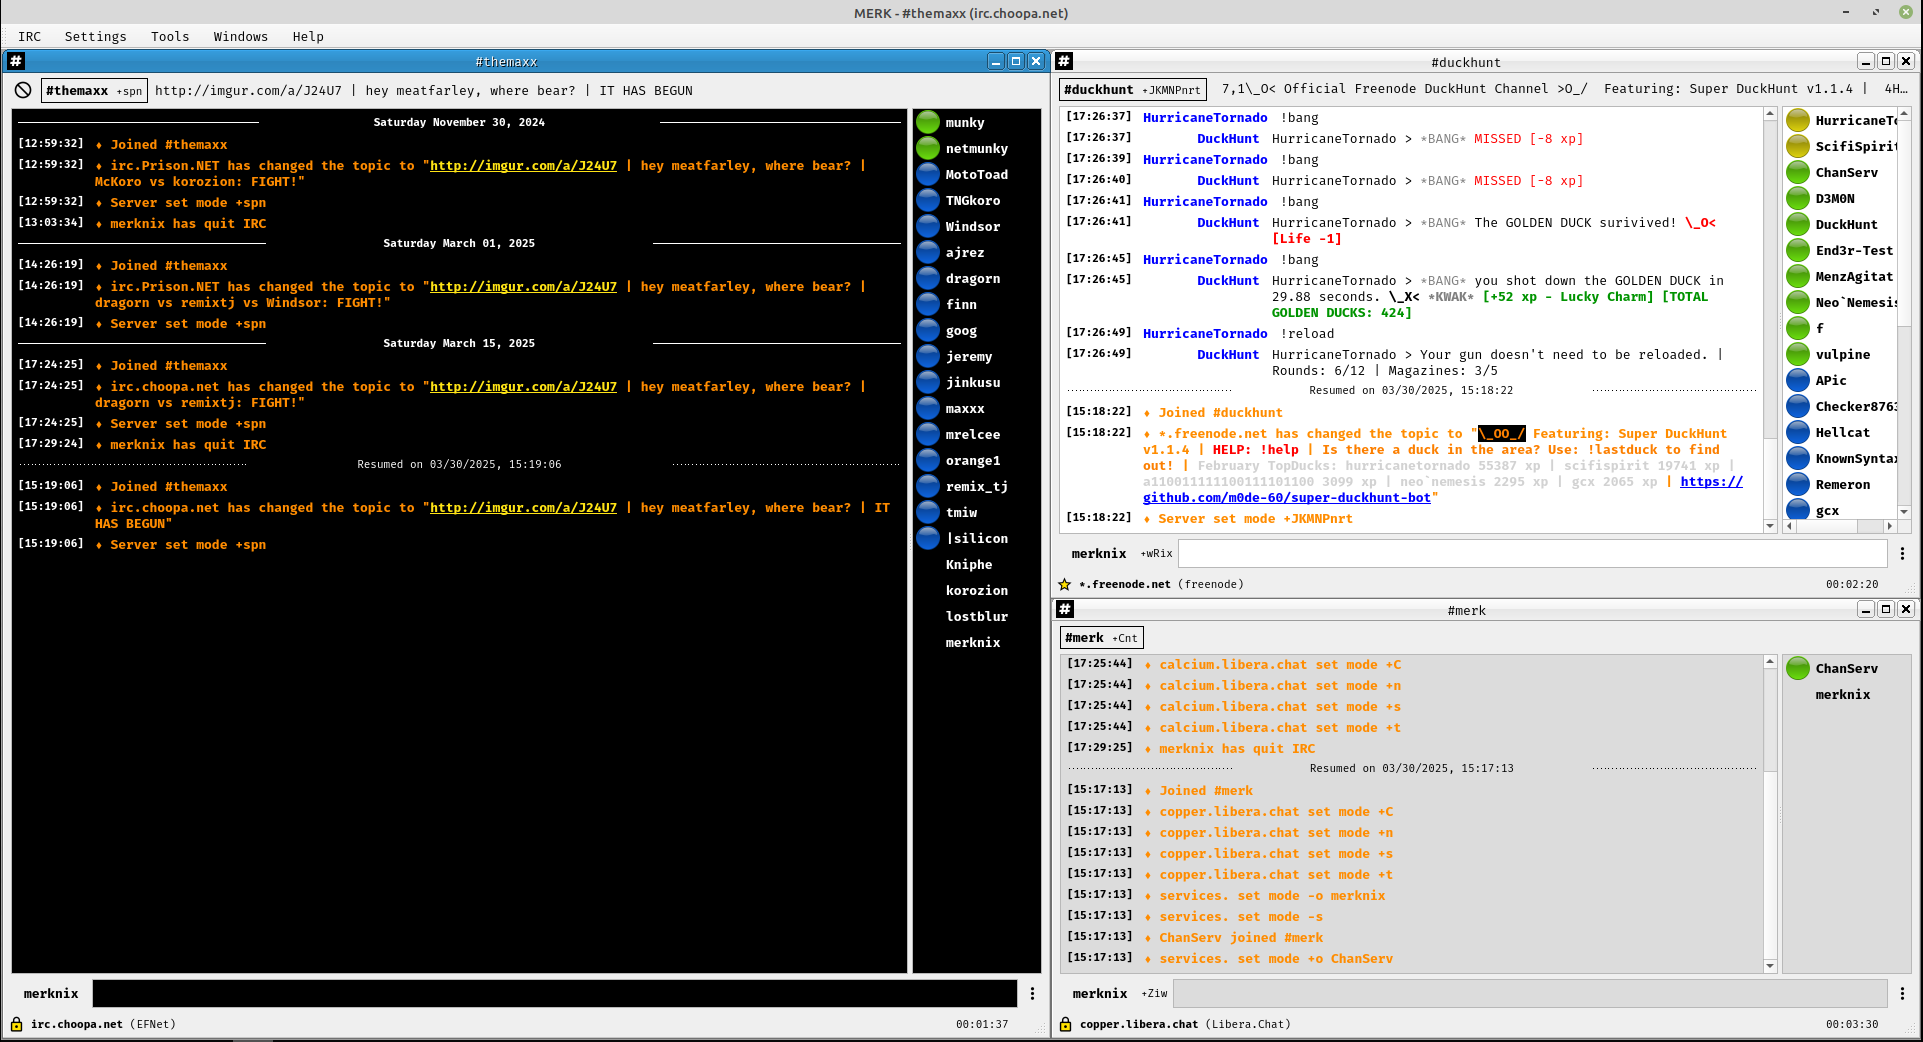 MERK - #themaxx (irc.choopa.net)
IRC Settings Tools Windows Help
#themaxx
#themaxx +spn http://imgur.com/a/J24U7 | hey meatfarley, where bear? | IT HAS BEGUN
Saturday November 30, 2024
[12:59:32] ♦ Joined #themaxx
[12:59:32] ♦ irc.Prison.NET has changed the topic to "http://imgur.com/a/J24U7 | hey meatfarley, where bear? |
McKoro vs korozion: FIGHT!"
[12:59:32] ♦ Server set mode +spn
[13:03:34] ♦ merknix has quit IRC
Saturday March 01, 2025
[14:26:19] ♦ Joined #themaxx
[14:26:19] ♦ irc.Prison.NET has changed the topic to "http://imgur.com/a/J24U7 | hey meatfarley, where bear? |
dragorn vs remixtj vs Windsor: FIGHT!"
[14:26:19] ♦ Server set mode +spn
Saturday March 15, 2025
[17:24:25] ♦ Joined #themaxx
[17:24:25] ♦ irc.choopa.net has changed the topic to "http://imgur.com/a/J24U7 | hey meatfarley, where bear? |
dragorn vs remixtj: FIGHT!"
[17:24:25] ♦ Server set mode +spn
[17:29:24] ♦ merknix has quit IRC
Resumed on 03/30/2025, 15:19:06
[15:19:06] ♦ Joined #themaxx
[15:19:06] ♦ irc.choopa.net has changed the topic to "http://imgur.com/a/J24U7 | hey meatfarley, where bear? | IT
HAS BEGUN"
[15:19:06] ♦ Server set mode +spn
munky
netmunky
MotoToad
TNGkoro
Windsor
ajrez
dragorn
finn
goog
jeremy
jinkusu
maxxx
mrelcee
orange1
remix_tj
tmiw
|silicon
Kniphe
korozion
lostblur
merknix
merknix
irc.choopa.net (EFNet) 00:01:37
#duckhunt
#duckhunt +JKMNPnrt 7,1\_O< Official Freenode DuckHunt Channel >O_/ Featuring: Super DuckHunt v1.1.4 | 4H…
[17:26:37] HurricaneTornado !bang
[17:26:37] DuckHunt HurricaneTornado > *BANG* MISSED [-8 xp]
[17:26:39] HurricaneTornado !bang
[17:26:40] DuckHunt HurricaneTornado > *BANG* MISSED [-8 xp]
[17:26:41] HurricaneTornado !bang
[17:26:41] DuckHunt HurricaneTornado > *BANG* The GOLDEN DUCK surivived! \_O<
[Life -1]
[17:26:45] HurricaneTornado !bang
[17:26:45] DuckHunt HurricaneTornado > *BANG* you shot down the GOLDEN DUCK in
29.88 seconds. \_X< *KWAK* [+52 xp - Lucky Charm] [TOTAL
GOLDEN DUCKS: 424]
[17:26:49] HurricaneTornado !reload
[17:26:49] DuckHunt HurricaneTornado > Your gun doesn't need to be reloaded. |
Rounds: 6/12 | Magazines: 3/5
Resumed on 03/30/2025, 15:18:22
[15:18:22] ♦ Joined #duckhunt
[15:18:22] ♦ *.freenode.net has changed the topic to "\_OO_/ Featuring: Super DuckHunt
v1.1.4 | HELP: !help | Is there a duck in the area? Use: !lastduck to find
out! | February TopDucks: hurricanetornado 55387 xp | scifispirit 19741 xp |
a110011111100111101100 3099 xp | neo`nemesis 2295 xp | gcx 2065 xp | https://
github.com/m0de-60/super-duckhunt-bot"
[15:18:22] ♦ Server set mode +JKMNPnrt
HurricaneTo
ScifiSpirit
ChanServ
D3M0N
DuckHunt
End3r-Test
MenzAgitat
Neo`Nemesis
f
vulpine
APic
Checker8763
Hellcat
KnownSyntax
Remeron
gcx
merknix +wRix
*.freenode.net (freenode) 00:02:20
#merk
#merk +Cnt
[17:25:44] ♦ calcium.libera.chat set mode +C
[17:25:44] ♦ calcium.libera.chat set mode +n
[17:25:44] ♦ calcium.libera.chat set mode +s
[17:25:44] ♦ calcium.libera.chat set mode +t
[17:29:25] ♦ merknix has quit IRC
Resumed on 03/30/2025, 15:17:13
[15:17:13] ♦ Joined #merk
[15:17:13] ♦ copper.libera.chat set mode +C
[15:17:13] ♦ copper.libera.chat set mode +n
[15:17:13] ♦ copper.libera.chat set mode +s
[15:17:13] ♦ copper.libera.chat set mode +t
[15:17:13] ♦ services. set mode -o merknix
[15:17:13] ♦ services. set mode -s
[15:17:13] ♦ ChanServ joined #merk
[15:17:13] ♦ services. set mode +o ChanServ
ChanServ
merknix
merknix +Ziw
copper.libera.chat (Libera.Chat) 00:03:30